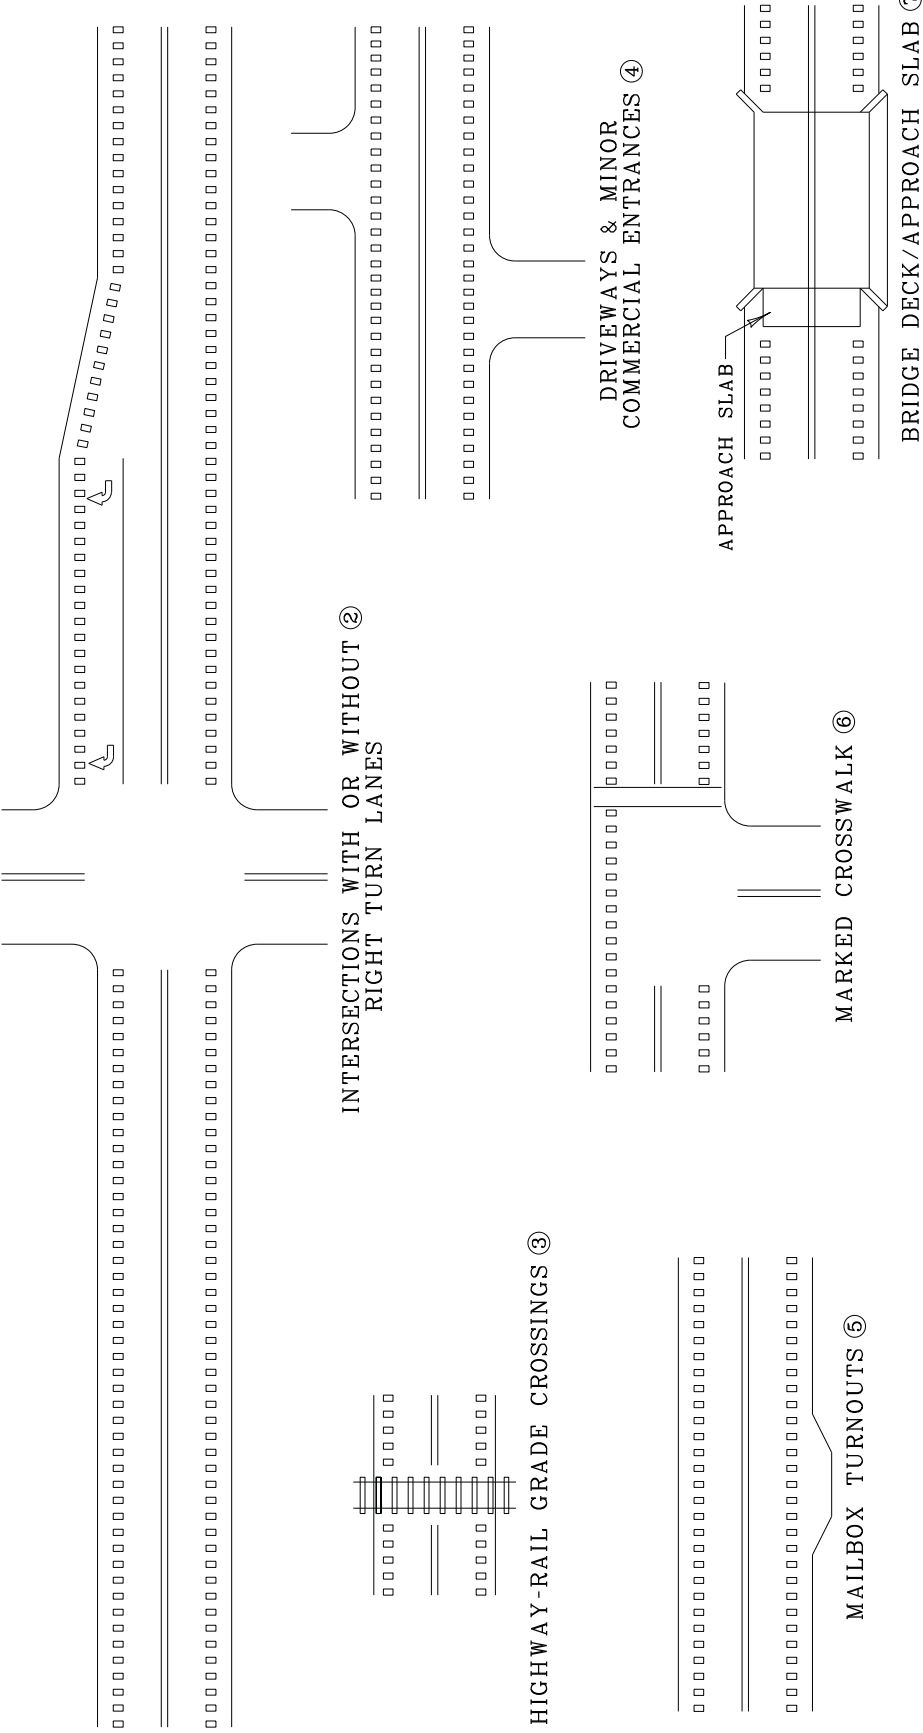 INTERSECTIONS WITH OR WITHOUT ②
RIGHT TURN LANES
HIGHWAY-RAIL GRADE CROSSINGS ③
DRIVEWAYS & MINOR
COMMERCIAL ENTRANCES ④
MAILBOX TURNOUTS ⑤
MARKED CROSSWALK ⑥
APPROACH SLAB
BRIDGE DECK/APPROACH SLAB